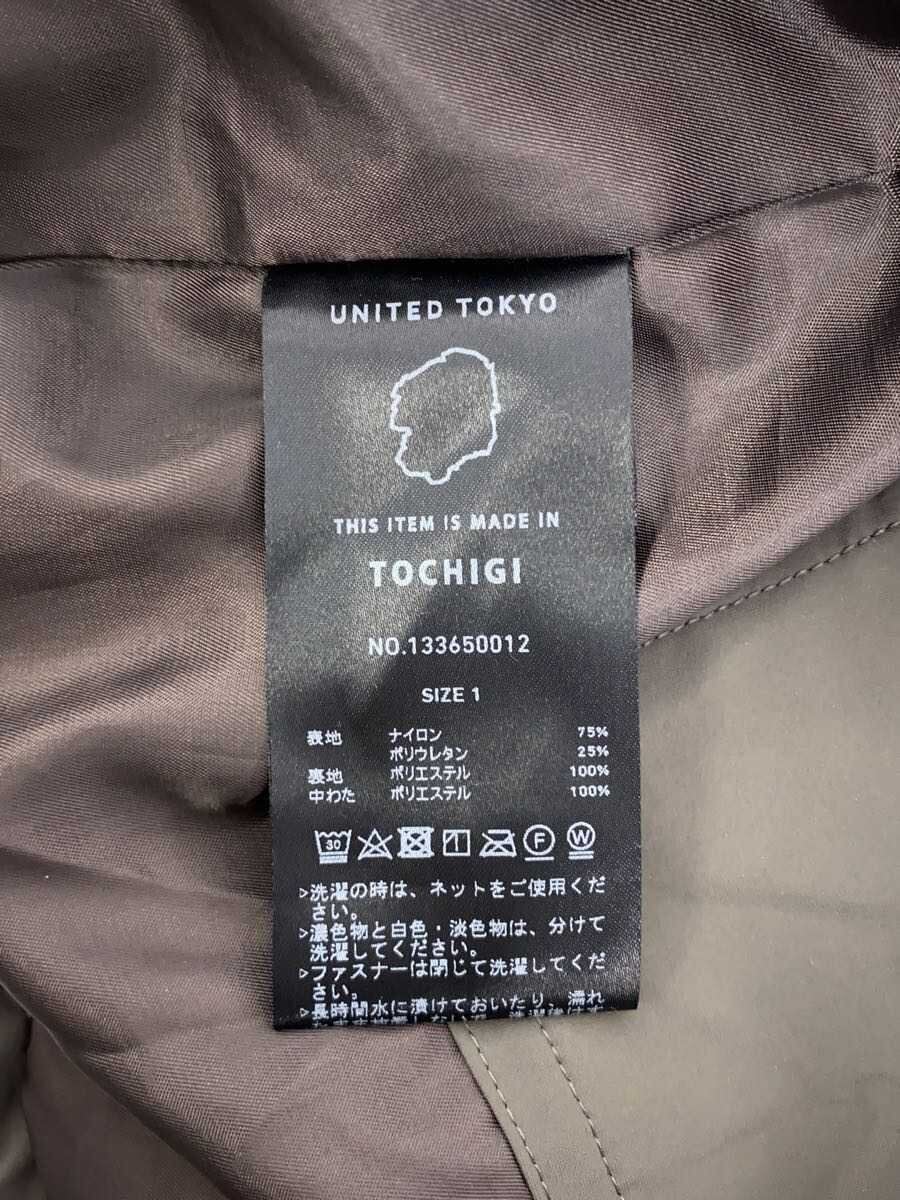 UNITED TOKYO
THIS ITEM IS MADE IN
TOCHIGI
NO.133650012
SIZE 1
表地 ナイロン 75%
ポリウレタン 25%
裏地 ポリエステル 100%
中わた ポリエステル 100%
30 F W
▷洗濯の時は、ネットをご使用くだ
さい。
▷濃色物と白色・淡色物は、分けて
洗濯してください。
▷ファスナーは閉じて洗濯してくだ
さい。
▷長時間水に漬けておいたり、濡れ